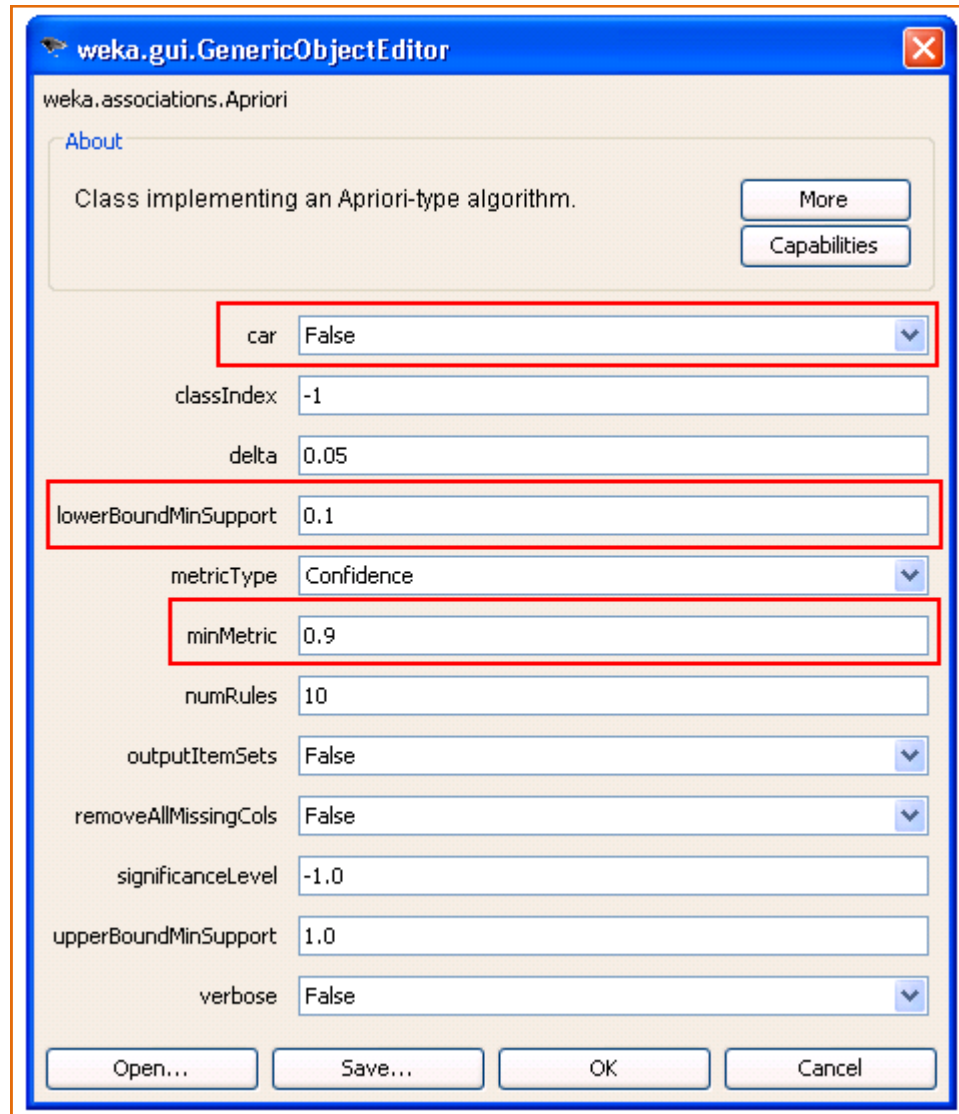 weka.gui.GenericObjectEditor
weka.associations.Apriori
About
Class implementing an Apriori-type algorithm.
More
Capabilities
car False
classIndex -1
delta 0.05
lowerBoundMinSupport 0.1
metricType Confidence
minMetric 0.9
numRules 10
outputItemSets False
removeAllMissingCols False
significanceLevel -1.0
upperBoundMinSupport 1.0
verbose False
Open... Save... OK Cancel